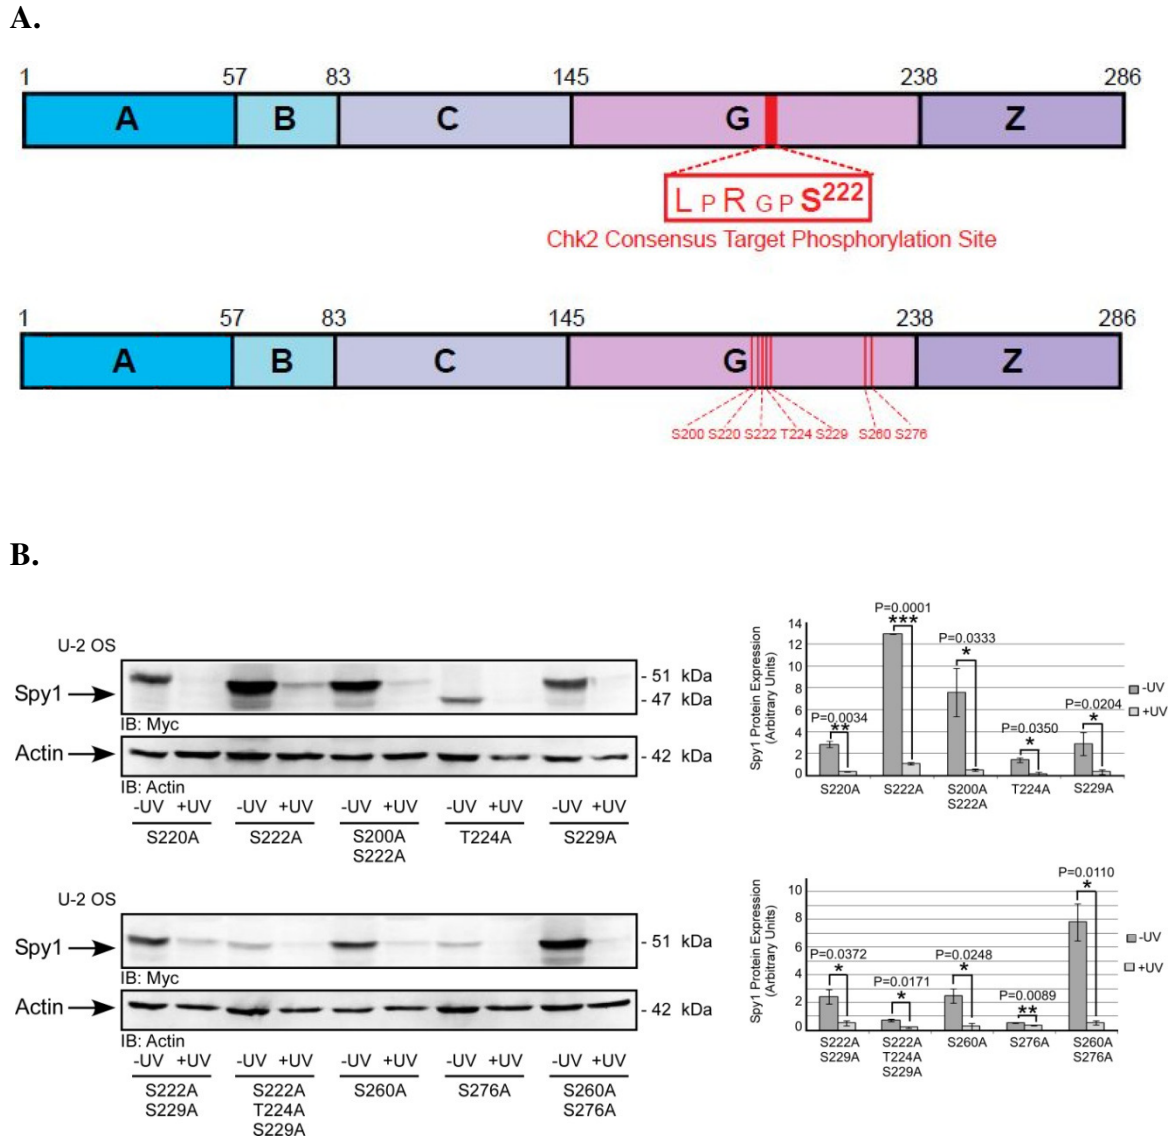 A.
1 57 83 145 238 286
A B C G Z
L P R G P S²²²
Chk2 Consensus Target Phosphorylation Site
1 57 83 145 238 286
A B C G Z
S200 S220 S222 T224 S229 S260 S276
B.
U-2 OS
Spy1
- 51 kDa
- 47 kDa
IB: Myc
Actin
- 42 kDa
IB: Actin
-UV +UV -UV +UV -UV +UV -UV +UV -UV +UV
S220A S222A S200A T224A S229A
S222A
Spy1 Protein Expression
(Arbitrary Units)
14
12
10
8
6
4
2
0
P=0.0034
**
P=0.0001
***
P=0.0333
*
P=0.0350
*
P=0.0204
*
-UV
+UV
S220A S222A S200A T224A S229A
S222A
U-2 OS
Spy1
- 51 kDa
IB: Myc
Actin
- 42 kDa
IB: Actin
-UV +UV -UV +UV -UV +UV -UV +UV -UV +UV
S222A S222A S260A S276A S260A
S229A T224A S276A
S229A
Spy1 Protein Expression
(Arbitrary Units)
10
8
6
4
2
0
P=0.0372
*
P=0.0171
*
P=0.0248
*
P=0.0089
**
P=0.0110
*
-UV
+UV
S222A S222A S260A S276A S260A
S229A T224A S276A
S229A